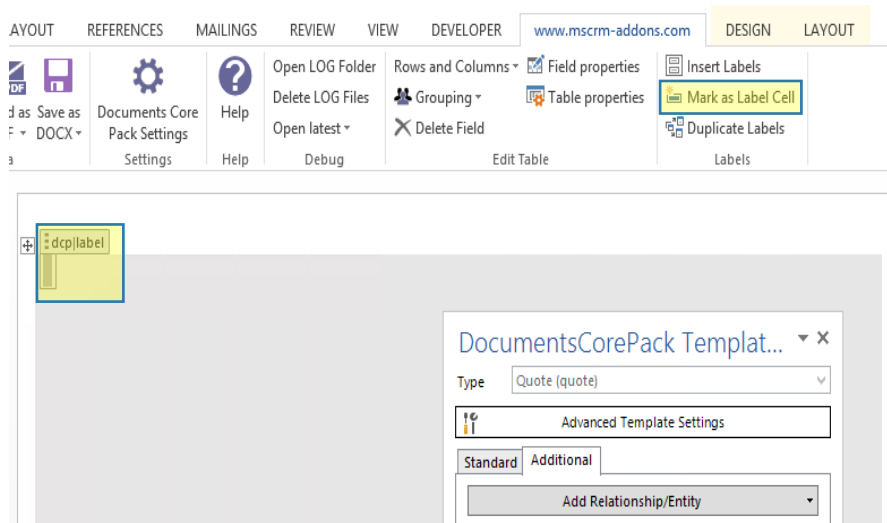 AYOUT REFERENCES MAILINGS REVIEW VIEW DEVELOPER www.mscrm-addons.com DESIGN LAYOUT
Open LOG Folder Rows and Columns Field properties Insert Labels
PDF Delete LOG Files Grouping Table properties Mark as Label Cell
d as Save as Documents Core Help
F DOCX Pack Settings Open latest Delete Field Duplicate Labels
a Settings Help Debug Edit Table Labels
dcp|label
DocumentsCorePack Templat...
Type Quote (quote)
Advanced Template Settings
Standard Additional
Add Relationship/Entity